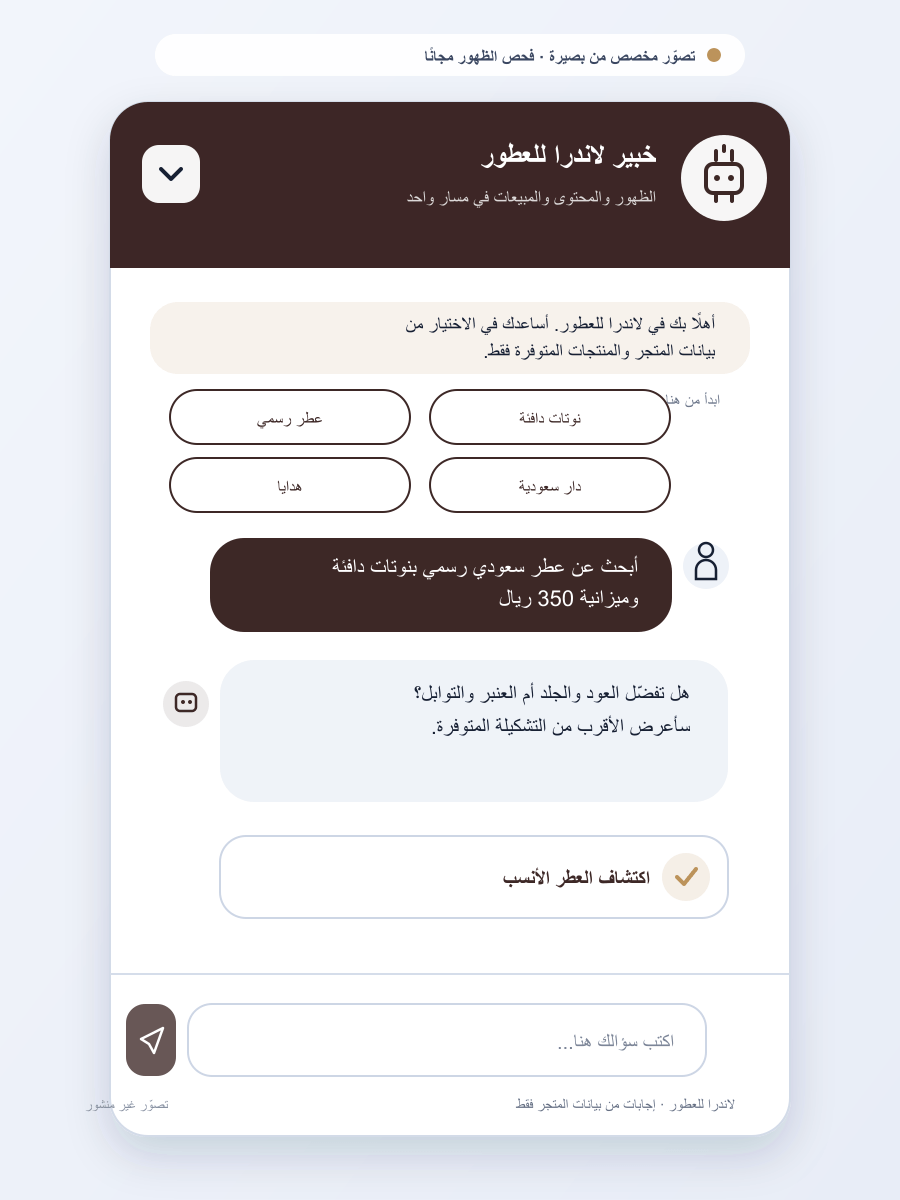 تصوّر مخصص من بصيرة · فحص الظهور مجانًا
خبير لاندرا للعطور
الظهور والمحتوى والمبيعات في مسار واحد
أهلًا بك في لاندرا للعطور. أساعدك في الاختيار من
بيانات المتجر والمنتجات المتوفرة فقط.
ابدأ من هنا
نوتات دافئة
عطر رسمي
دار سعودية
هدايا
أبحث عن عطر سعودي رسمي بنوتات دافئة
وميزانية 350 ريال
هل تفضّل العود والجلد أم العنبر والتوابل؟
سأعرض الأقرب من التشكيلة المتوفرة.
اكتشاف العطر الأنسب
اكتب سؤالك هنا...
لاندرا للعطور · إجابات من بيانات المتجر فقط
تصوّر غير منشور